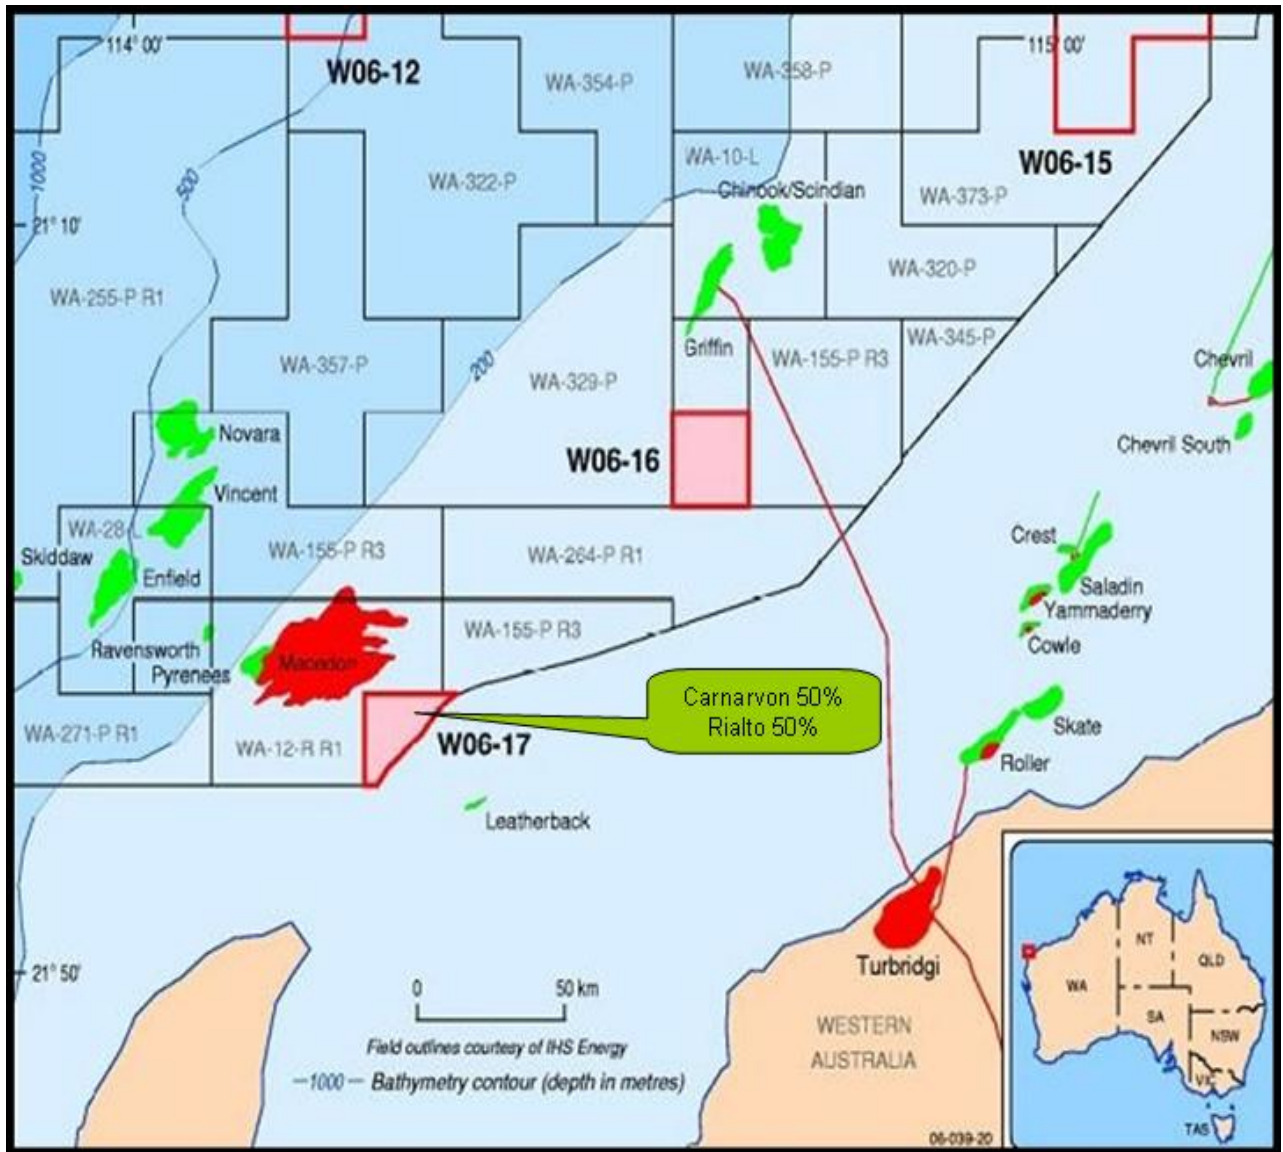 114° 00'
115° 00'
W06-12
WA-354-P
WA-358-P
1000
500
WA-322-P
WA-10-L
Chinook/Scindian
W06-15
WA-373-P
21° 10'
WA-255-P R1
WA-320-P
WA-357-P
200
WA-329-P
Griffin
WA-155-P R3
WA-345-P
Chevril
Novara
W06-16
Chevril South
Vincent
WA-28-L
WA-155-P R3
WA-264-P R1
Crest
Skiddaw
Enfield
Saladin
Yammaderry
Ravensworth
WA-155-P R3
Cowle
Pyrenees
Macedon
Carnarvon 50%
Rialto 50%
WA-271-P R1
WA-12-R R1
W06-17
Skate
Roller
Leatherback
Turbridgi
21° 50'
0
50 km
Field outlines courtesy of IHS Energy
—1000— Bathymetry contour (depth in metres)
WESTERN
AUSTRALIA
06-039-20
NT
QLD
WA
SA
NSW
VIC
TAS